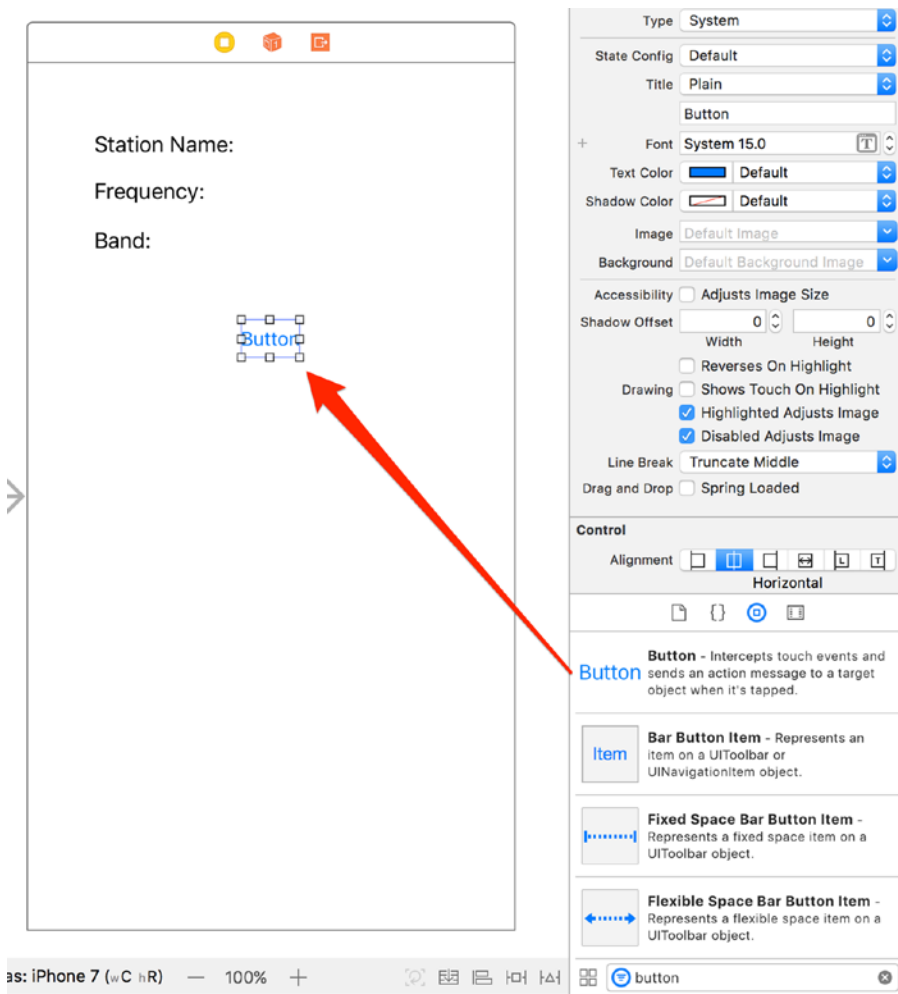 Station Name:
Frequency:
Band:
Button
as: iPhone 7 (wC hR) — 100% +
Type System
State Config Default
Title Plain
Button
+ Font System 15.0 T
Text Color Default
Shadow Color Default
Image Default Image
Background Default Background Image
Accessibility Adjusts Image Size
Shadow Offset 0 0
Width Height
Reverses On Highlight
Drawing Shows Touch On Highlight
Highlighted Adjusts Image
Disabled Adjusts Image
Line Break Truncate Middle
Drag and Drop Spring Loaded
Control
Alignment L T
Horizontal
{}
Button
Button - Intercepts touch events and
sends an action message to a target
object when it's tapped.
Item
Bar Button Item - Represents an
item on a UIToolbar or
UINavigationItem object.
Fixed Space Bar Button Item -
Represents a fixed space item on a
UIToolbar object.
Flexible Space Bar Button Item -
Represents a flexible space item on a
UIToolbar object.
button